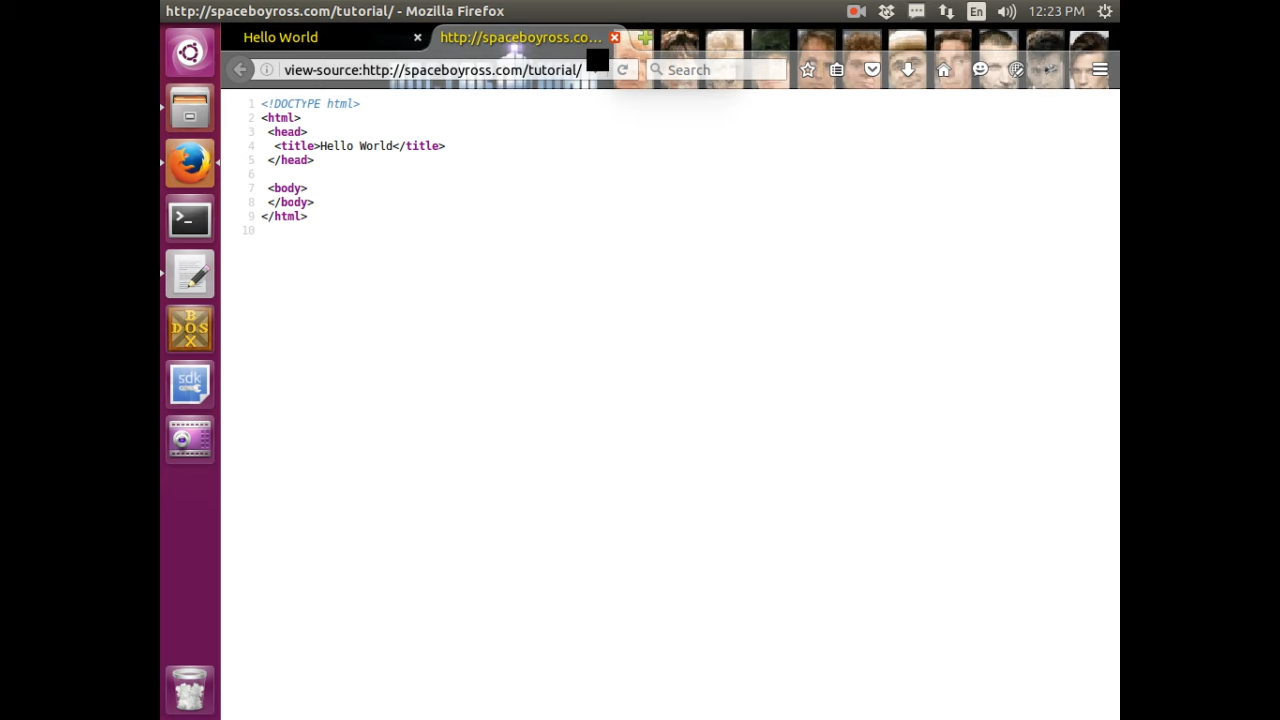 http://spaceboyross.com/tutorial/ - Mozilla Firefox
En
12:23 PM
Hello World
http://spaceboyross.co...
view-source:http://spaceboyross.com/tutorial/
Search
1 <!DOCTYPE html>
2 <html>
3 <head>
4 <title>Hello World</title>
5 </head>
6
7 <body>
8 </body>
9 </html>
10
>_
B
DOS
X
sdk